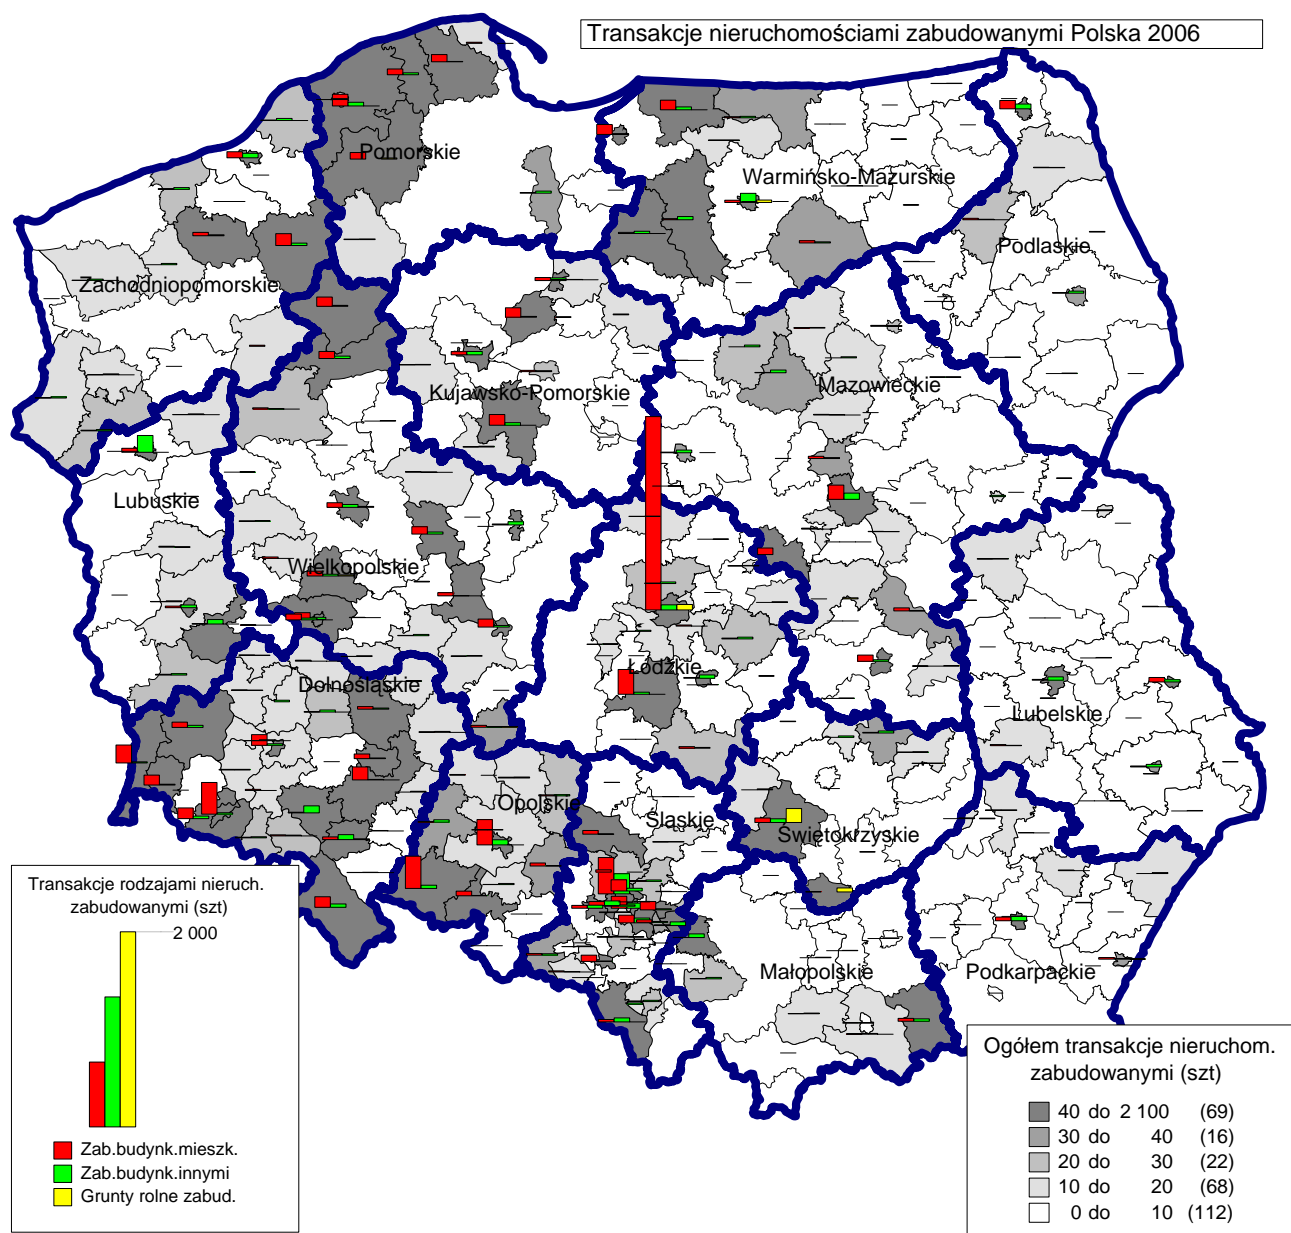 Transakcje nieruchomościami zabudowanymi Polska 2006
Pomorskie
Warmińsko-Mazurskie
Podlaskie
Zachodniopomorskie
Kujawsko-Pomorskie
Mazowieckie
Lubuskie
Wielkopolskie
Łódzkie
Dolnośląskie
Lubelskie
Opolskie
Śląskie
Świętokrzyskie
Małopolskie
Podkarpackie
Transakcje rodzajami nieruch.
zabudowanymi (szt)
2 000
Zab.budynk.mieszk.
Zab.budynk.innymi
Grunty rolne zabud.
Ogółem transakcje nieruchom.
zabudowanymi (szt)
40 do 2 100 (69)
30 do 40 (16)
20 do 30 (22)
10 do 20 (68)
0 do 10 (112)